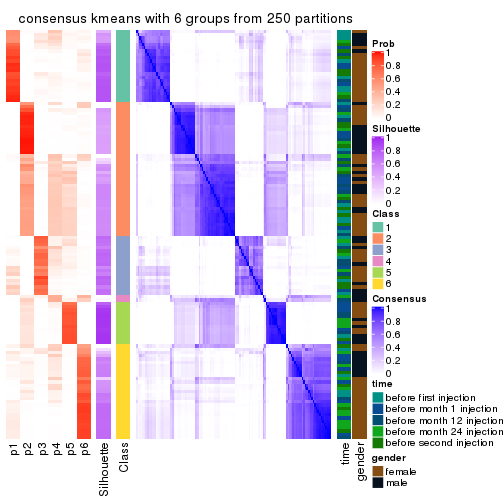 consensus kmeans with 6 groups from 250 partitions
Prob
1
0.8
0.6
0.4
0.2
0
Silhouette
1
0.8
0.6
0.4
0.2
0
Class
1
2
3
4
5
6
Consensus
1
0.8
0.6
0.4
0.2
0
time
before first injection
before month 1 injection
before month 12 injection
before month 24 injection
before second injection
gender
female
male
p1
p2
p3
p4
p5
p6
Silhouette
Class
time
gender